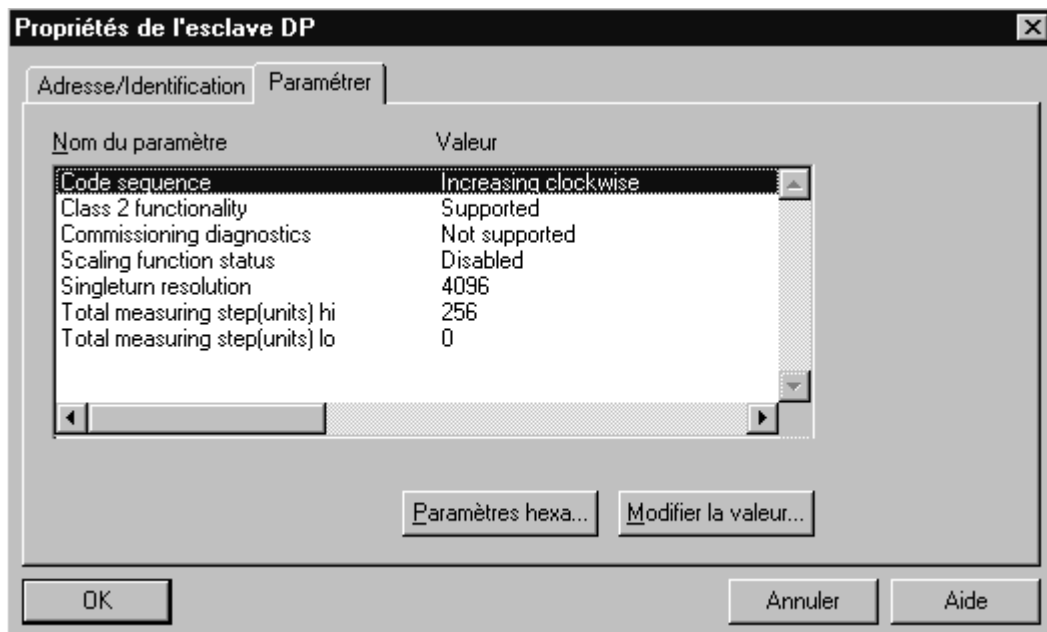 Propriétés de l'esclave DP
Adresse/Identification Paramétrer
Nom du paramètre Valeur
Code sequence Increasing clockwise
Class 2 functionality Supported
Commissioning diagnostics Not supported
Scaling function status Disabled
Singleturn resolution 4096
Total measuring step(units) hi 256
Total measuring step(units) lo 0
Paramètres hexa... Modifier la valeur...
OK Annuler Aide